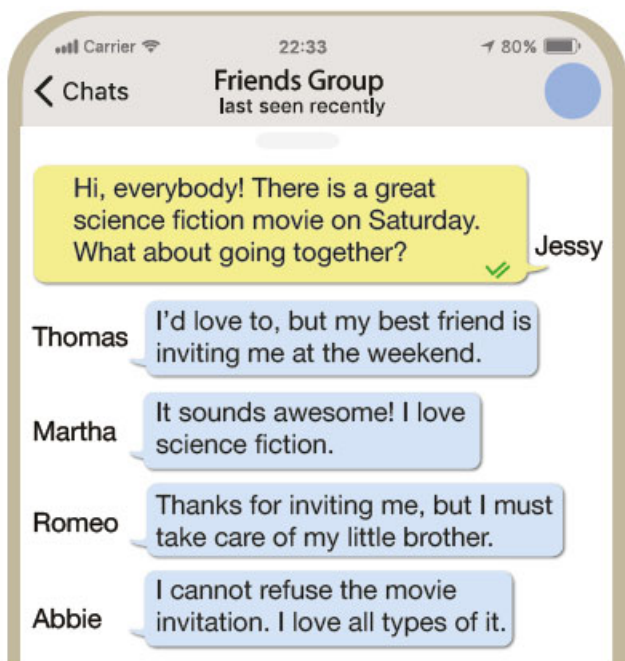 Carrier 22:33 80%
Chats Friends Group
last seen recently
Hi, everybody! There is a great
science fiction movie on Saturday.
What about going together?
Jessy
Thomas
I'd love to, but my best friend is
inviting me at the weekend.
Martha
It sounds awesome! I love
science fiction.
Romeo
Thanks for inviting me, but I must
take care of my little brother.
Abbie
I cannot refuse the movie
invitation. I love all types of it.